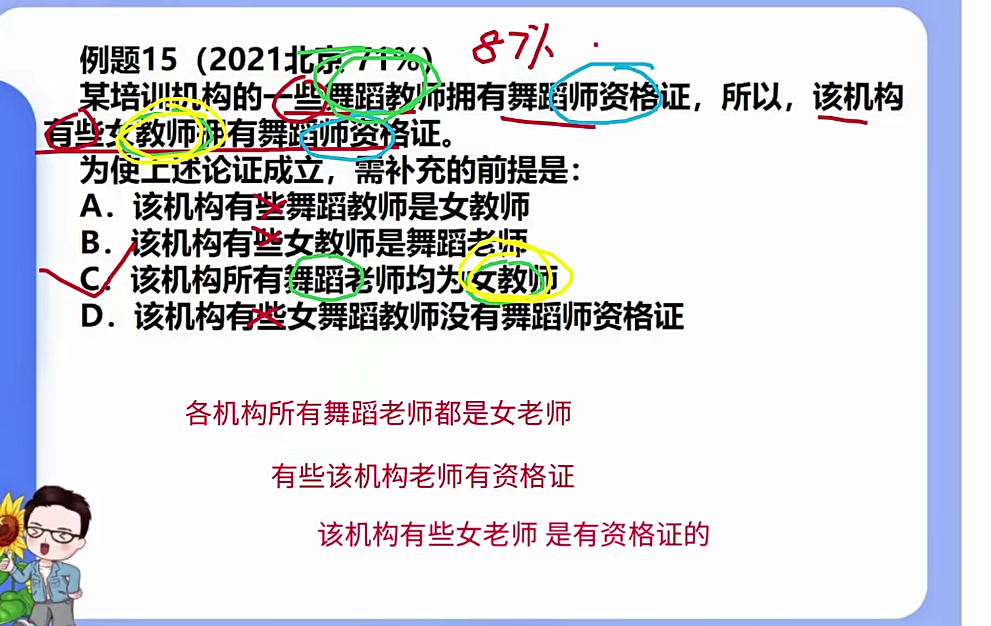 例题15（2021北京 71%） 87%
某培训机构的一些舞蹈教师拥有舞蹈师资格证，所以，该机构
有些女教师拥有舞蹈师资格证。
为使上述论证成立，需补充的前提是：
A．该机构有些舞蹈教师是女教师
B．该机构有些女教师是舞蹈老师
C．该机构所有舞蹈老师均为女教师
D．该机构有些女舞蹈教师没有舞蹈师资格证
各机构所有舞蹈老师都是女老师
有些该机构老师有资格证
该机构有些女老师 是有资格证的